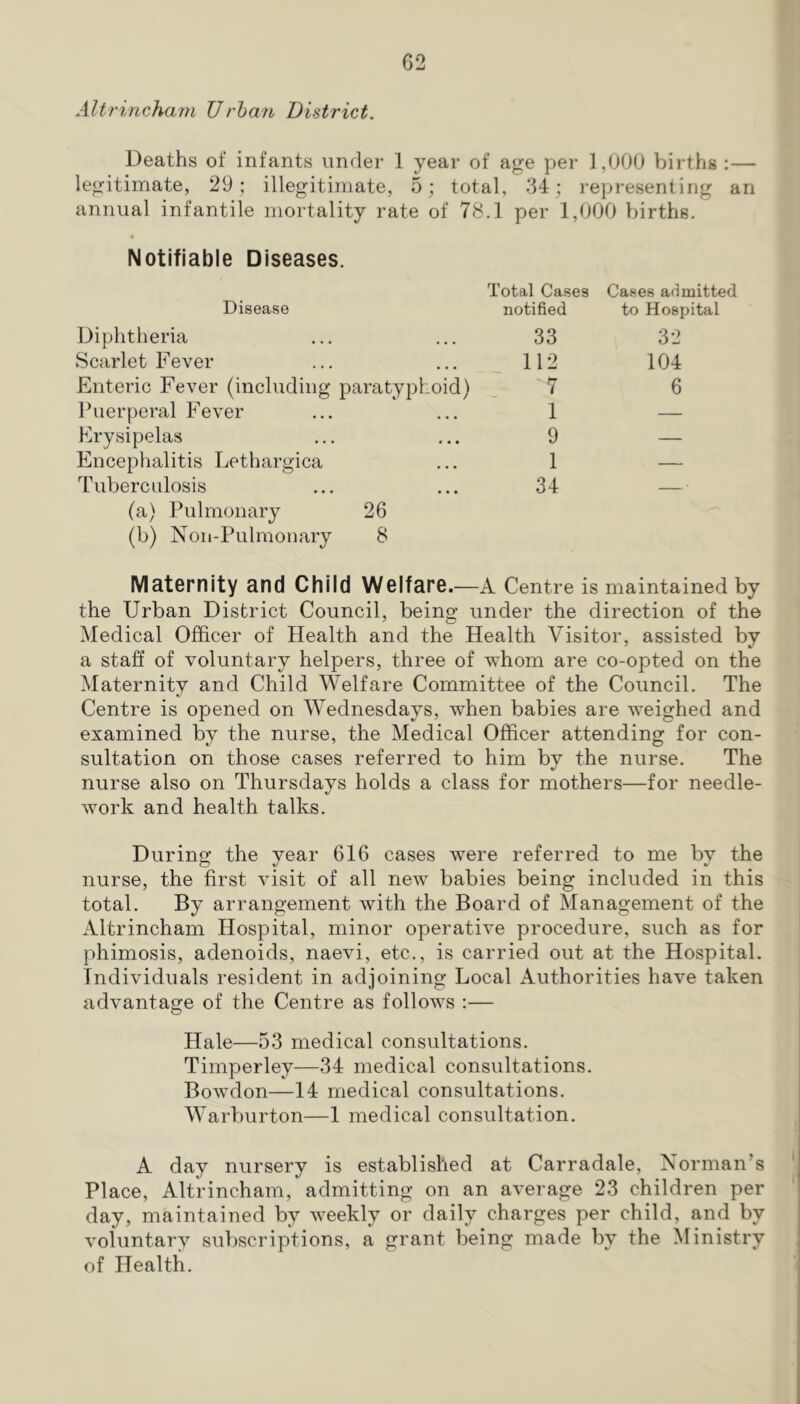 62
Altrincham Urban District.
Deaths of infants under 1 year of age per 1,000 births :—
legitimate, 29; illegitimate, 5; total, 34; representing an
annual infantile mortality rate of 78.1 per 1,000 births.
Notifiable Diseases.
Disease Total Cases notified Cases admitted to Hospital
Diphtheria ... ... 33 32
Scarlet Fever ... ... 112 104
Enteric Fever (including paratyphoid) 7 6
Puerperal Fever ... ... 1 —
Erysipelas ... ... 9 —
Encephalitis Lethargica ... 1 —
Tuberculosis ... ... 34 —
(a) Pulmonary 26
(b) Non-Pulmonary 8
Maternity and Child Welfare.—A Centre is maintained by
the Urban District Council, being under the direction of the
Medical Officer of Health and the Health Visitor, assisted by
a staff of voluntary helpers, three of whom are co-opted on the
Maternity and Child Welfare Committee of the Council. The
Centre is opened on Wednesdays, when babies are weighed and
examined by the nurse, the Medical Officer attending for con-
sultation on those cases referred to him by the nurse. The
nurse also on Thursdays holds a class for mothers—for needle-
work and health talks.
During the year 616 cases were referred to me by the
nurse, the first visit of all new babies being included in this
total. By arrangement with the Board of Management of the
Altrincham Hospital, minor operative procedure, such as for
phimosis, adenoids, naevi, etc., is carried out at the Hospital.
Individuals resident in adjoining Local Authorities have taken
advantage of the Centre as follows :—
Hale—53 medical consultations.
Timperley—34 medical consultations.
Bowdon—14 medical consultations.
Warburton—1 medical consultation.
A day nursery is established at Carradale, Norman's
Place, Altrincham, admitting on an average 23 children per
day, maintained by weekly or daily charges per child, and by
voluntary subscriptions, a grant being made by the Ministry
of Health.